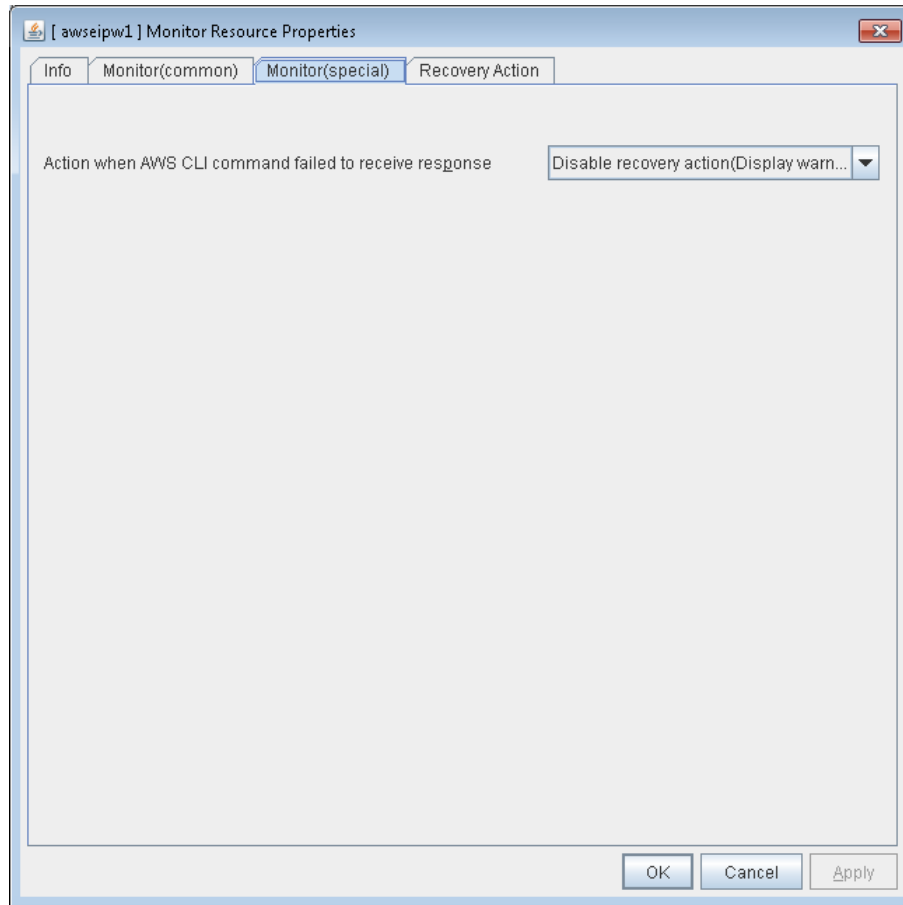 [ awseipw1 ] Monitor Resource Properties
Info Monitor(common) Monitor(special) Recovery Action
Action when AWS CLI command failed to receive response Disable recovery action(Display warn...
OK Cancel Apply